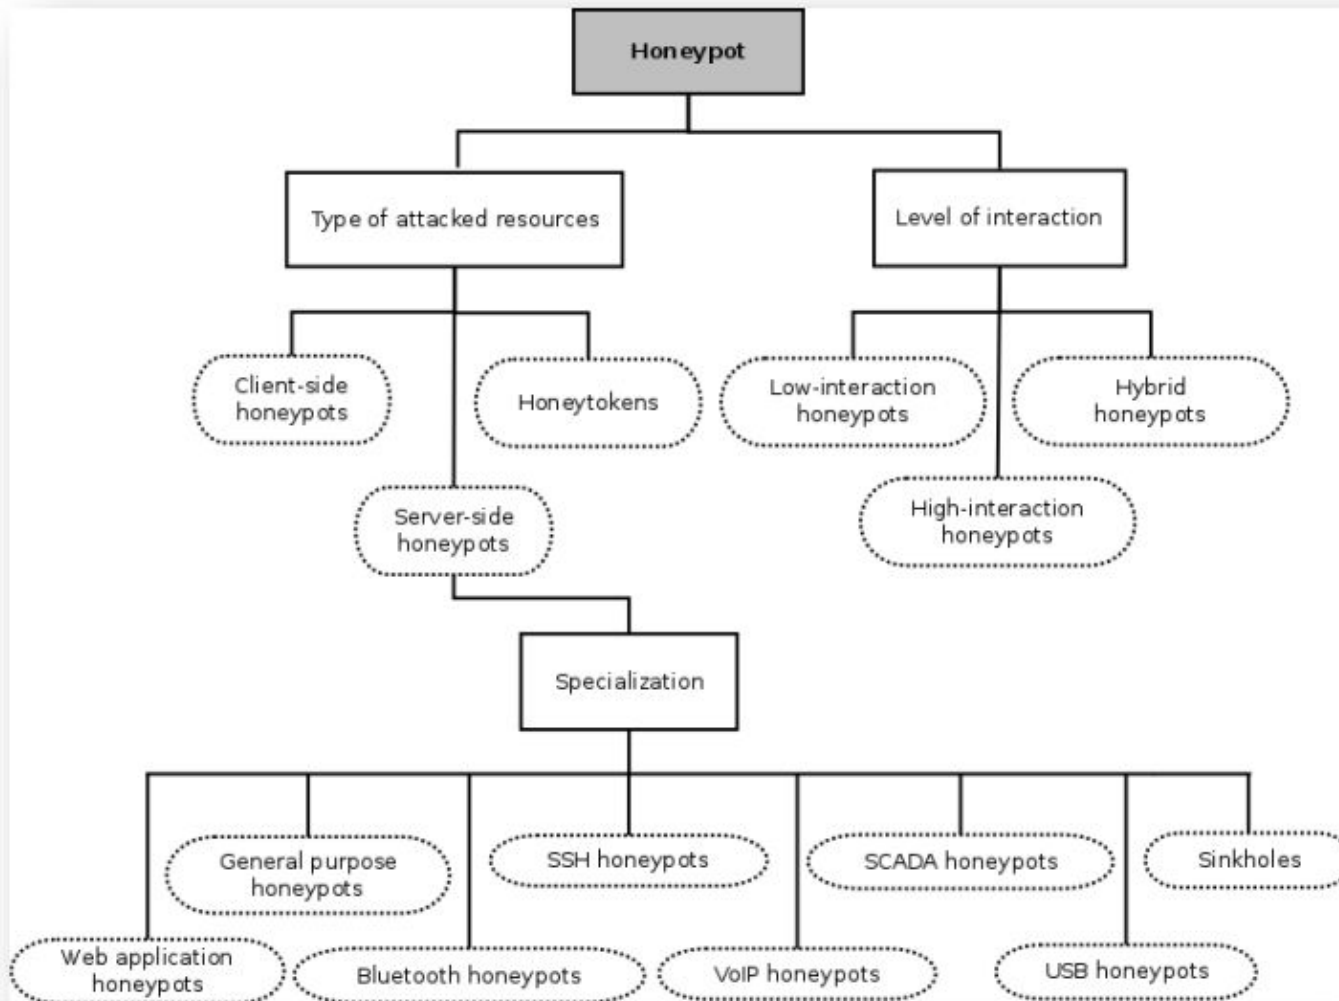 Honeypot
Type of attacked resources
Level of interaction
Client-side
honeypots
Honeytokens
Low-interaction
honeypots
Hybrid
honeypots
Server-side
honeypots
High-interaction
honeypots
Specialization
General purpose
honeypots
SSH honeypots
SCADA honeypots
Sinkholes
Web application
honeypots
Bluetooth honeypots
VoIP honeypots
USB honeypots